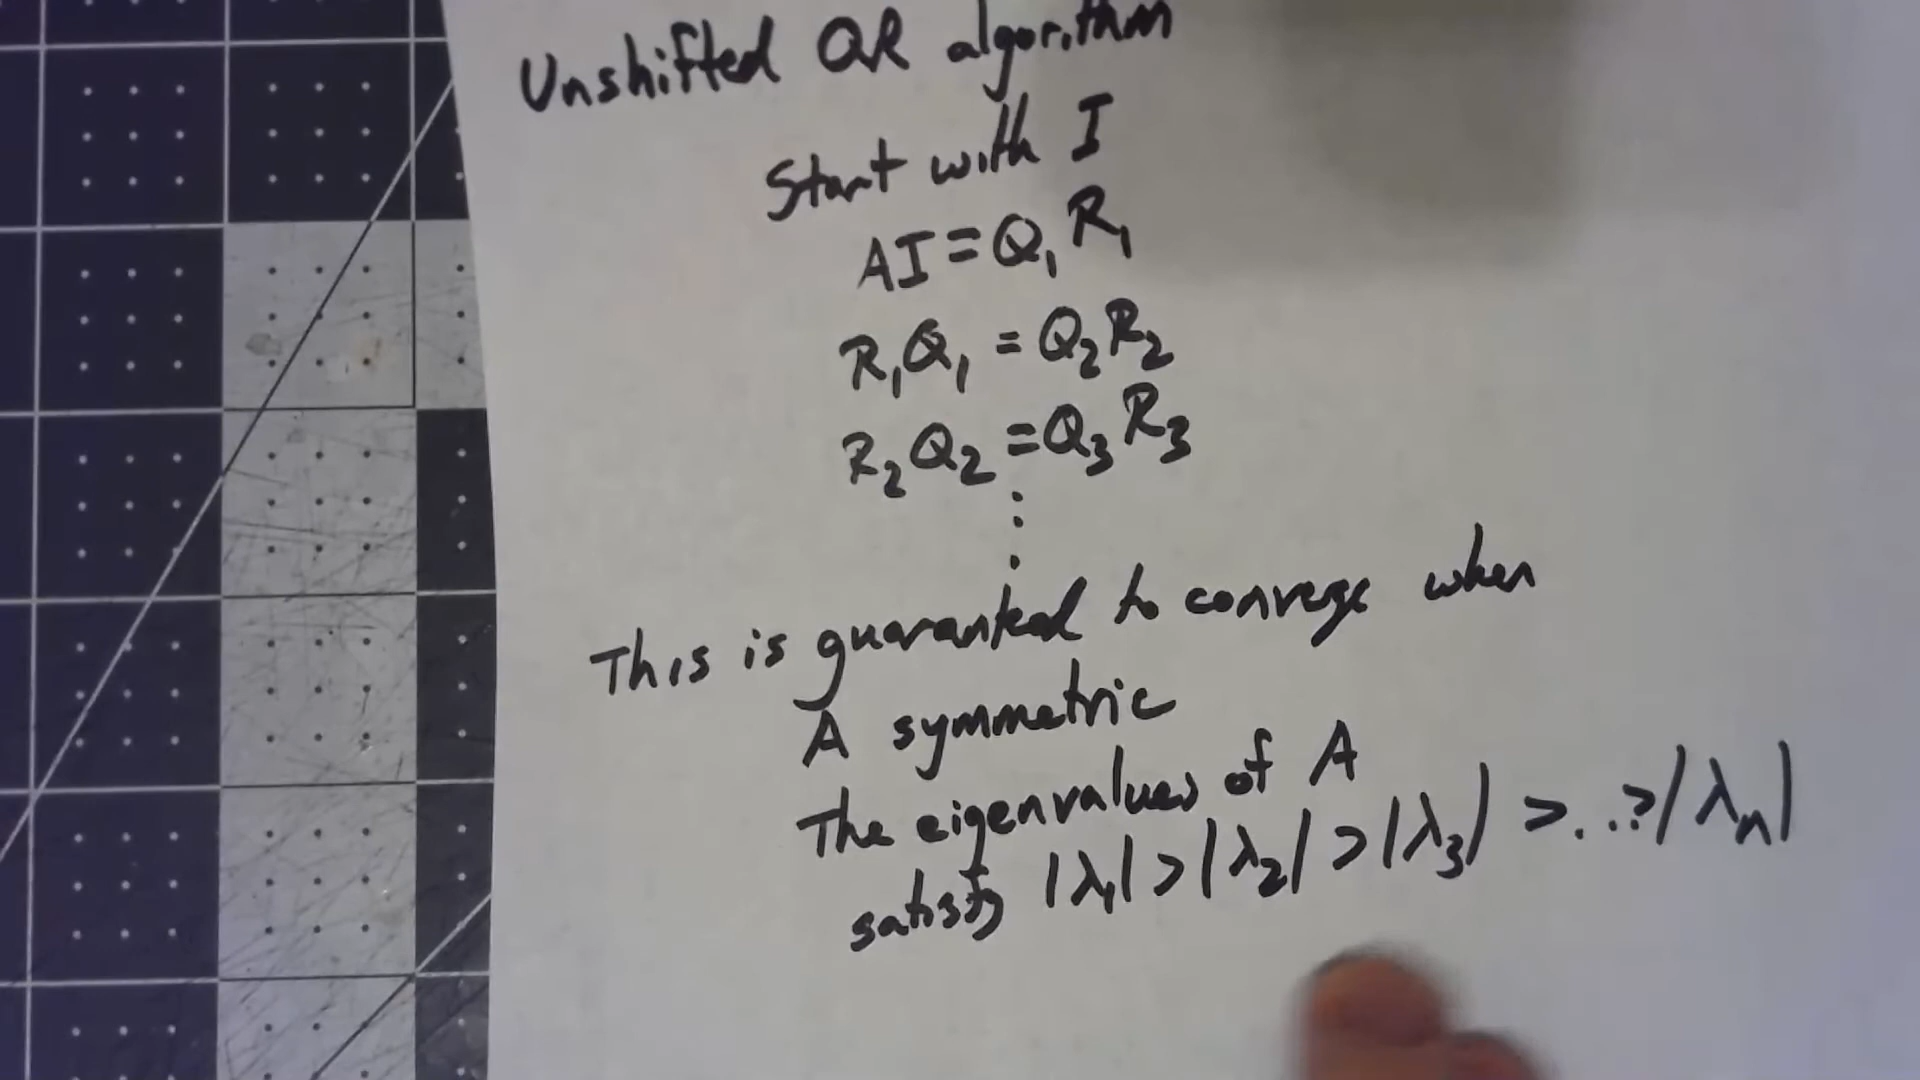 Unshifted QR algorithm
Start with I
AI = Q₁R₁
R₁Q₁ = Q₂R₂
R₂Q₂ = Q₃R₃
⋮
This is guaranteed to converge when
A symmetric
The eigenvalues of A
satisfy |λ₁| > |λ₂| > |λ₃| > ... > |λₙ|